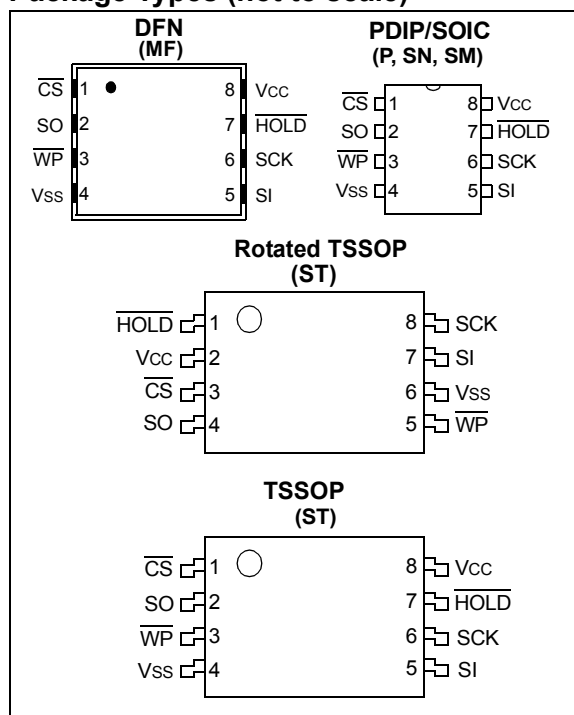 Package Types (not to scale)
DFN
(MF)
CS 1 8 Vcc
SO 2 7 HOLD
WP 3 6 SCK
Vss 4 5 SI
PDIP/SOIC
(P, SN, SM)
CS 1 8 Vcc
SO 2 7 HOLD
WP 3 6 SCK
Vss 4 5 SI
Rotated TSSOP
(ST)
HOLD 1 8 SCK
Vcc 2 7 SI
CS 3 6 Vss
SO 4 5 WP
TSSOP
(ST)
CS 1 8 Vcc
SO 2 7 HOLD
WP 3 6 SCK
Vss 4 5 SI